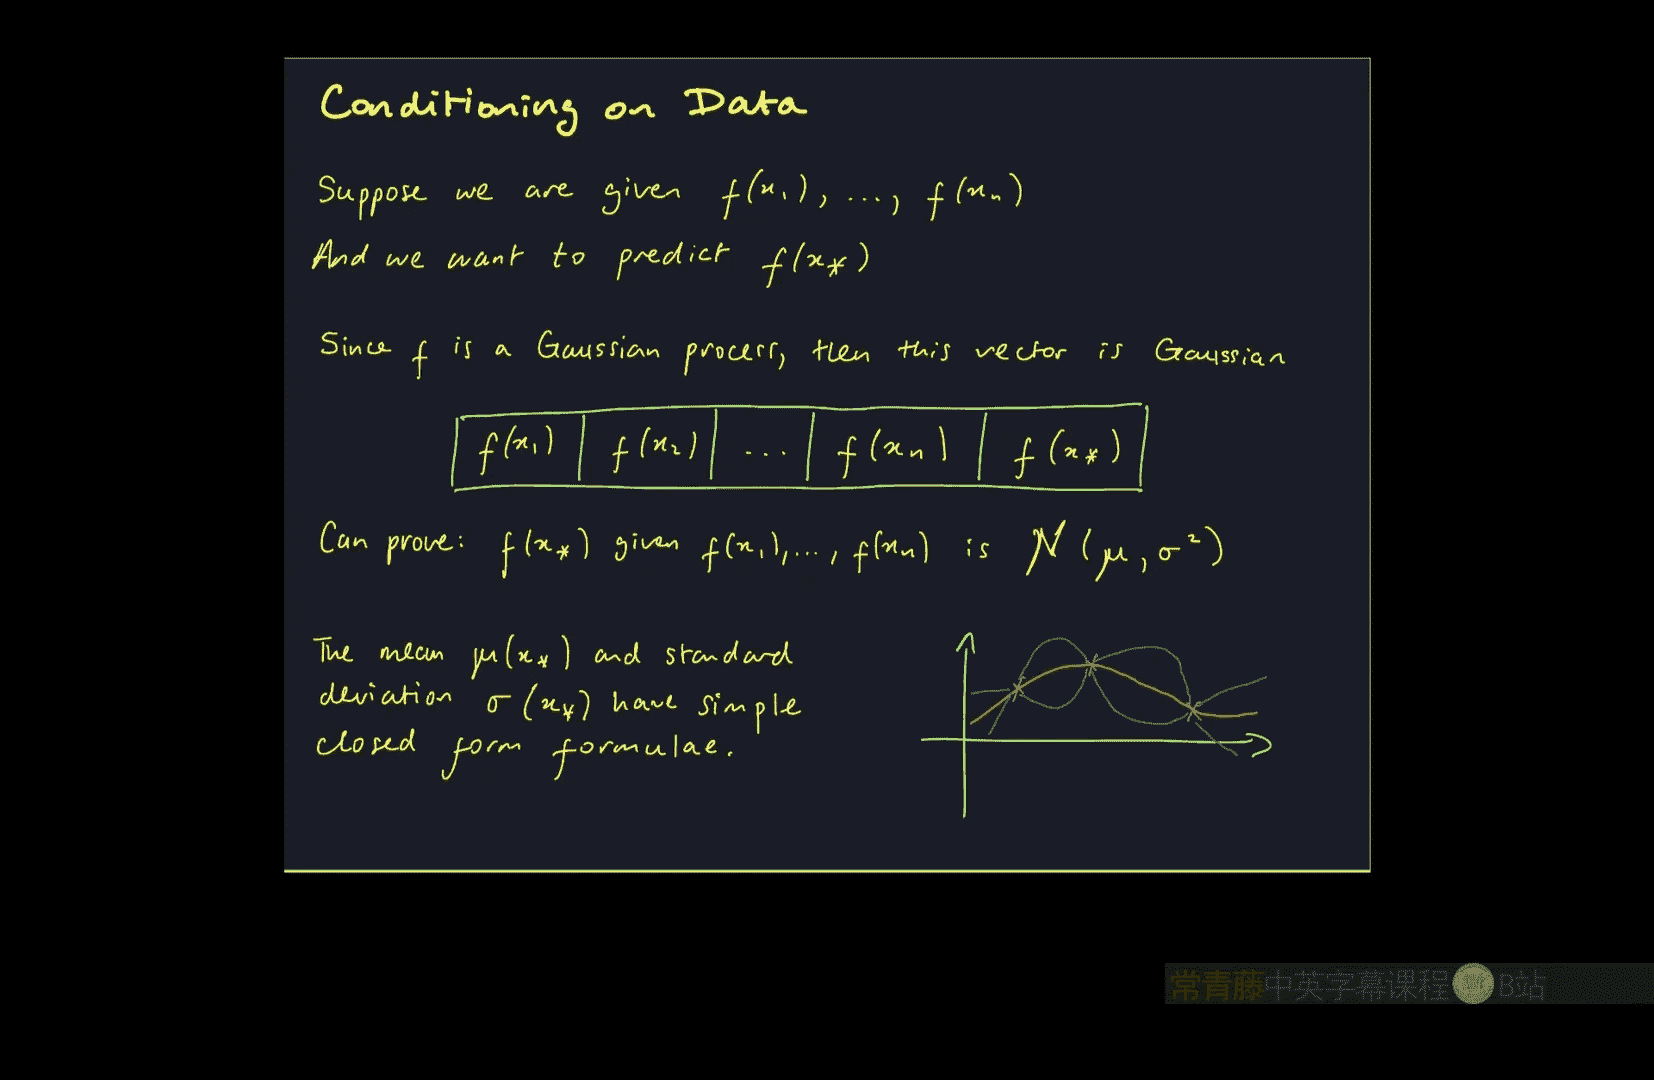 Conditioning on Data
Suppose we are given f(x₁), ..., f(xₙ)
And we want to predict f(x*)
Since f is a Gaussian process, then this vector is Gaussian
f(x₁) f(x₂) ... f(xₙ) f(x*)
Can prove: f(x*) given f(x₁), ..., f(xₙ) is N(μ, σ²)
The mean μ(x*) and standard
deviation σ(x*) have simple
closed form formulae.
常青藤中英字幕课程 B站